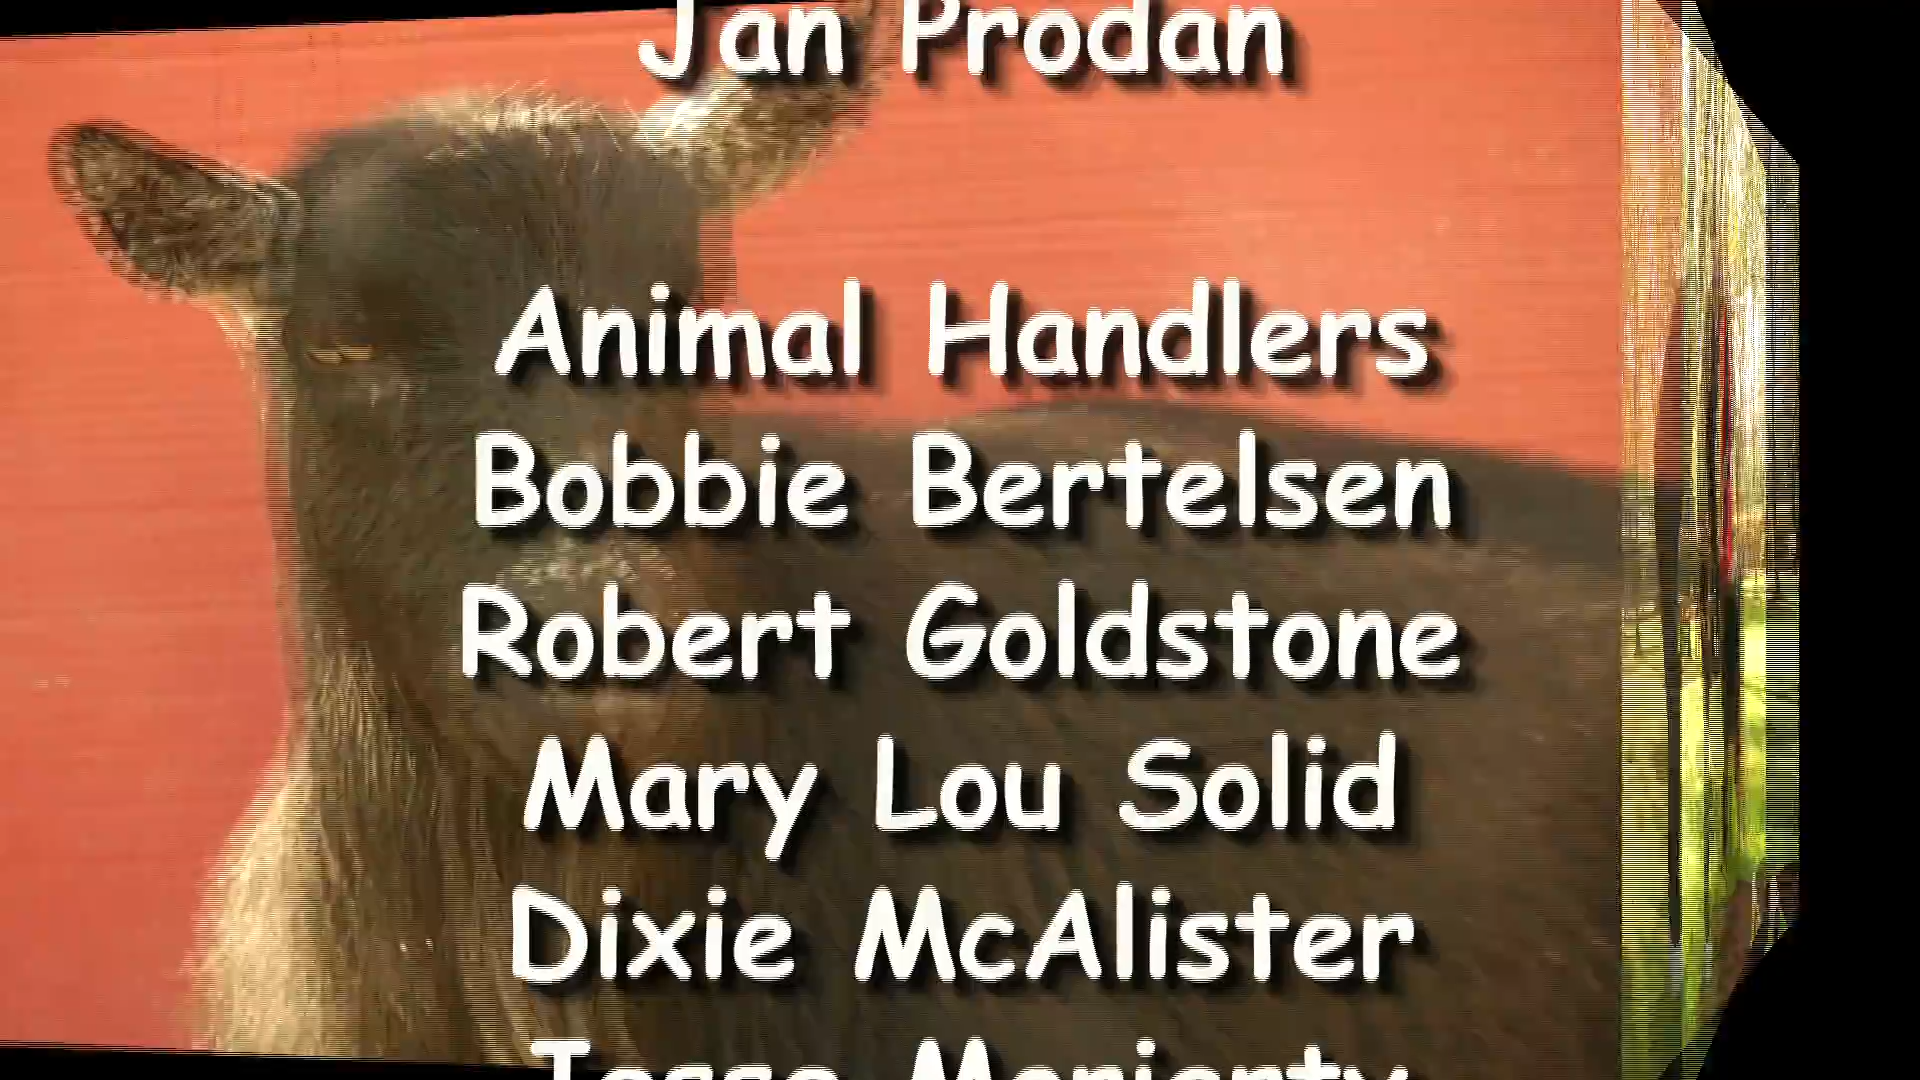 Jan Prodan
Animal Handlers
Bobbie Bertelsen
Robert Goldstone
Mary Lou Solid
Dixie McAlister